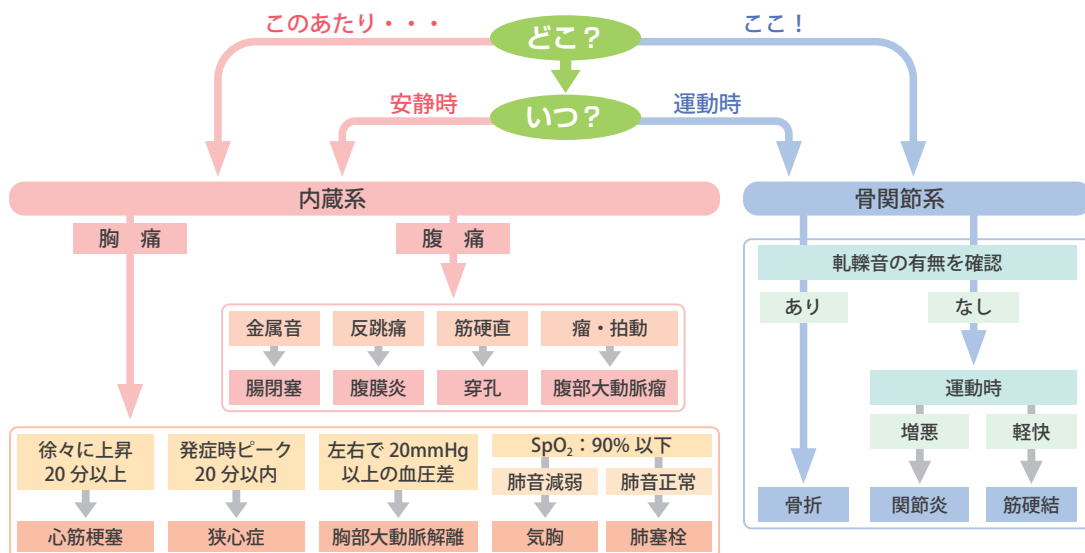 このあたり・・・
どこ？
ここ！
安静時
いつ？
運動時
内蔵系
骨関節系
胸　痛
腹　痛
軋轢音の有無を確認
あり
なし
金属音
反跳痛
筋硬直
瘤・拍動
腸閉塞
腹膜炎
穿孔
腹部大動脈瘤
運動時
増悪
軽快
徐々に上昇
20 分以上
発症時ピーク
20 分以内
左右で 20mmHg
以上の血圧差
SpO₂：90% 以下
肺音減弱
肺音正常
心筋梗塞
狭心症
胸部大動脈解離
気胸
肺塞栓
骨折
関節炎
筋硬結